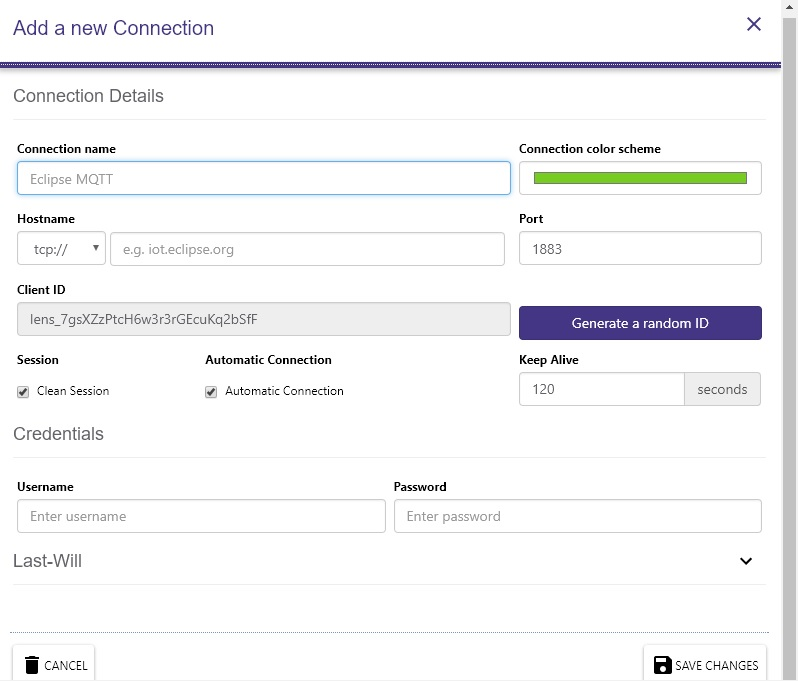 Add a new Connection
Connection Details
Connection name Connection color scheme
Eclipse MQTT
Hostname Port
tcp:// e.g. iot.eclipse.org 1883
Client ID
lens_7gsXZzPtcH6w3r3rGEcuKq2bSfF Generate a random ID
Session Automatic Connection Keep Alive
Clean Session Automatic Connection 120 seconds
Credentials
Username Password
Enter username Enter password
Last-Will
CANCEL SAVE CHANGES